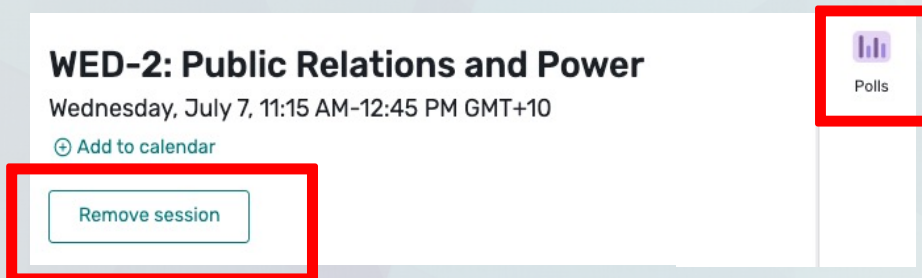 WED-2: Public Relations and Power
Wednesday, July 7, 11:15 AM-12:45 PM GMT+10
Add to calendar
Remove session
Polls